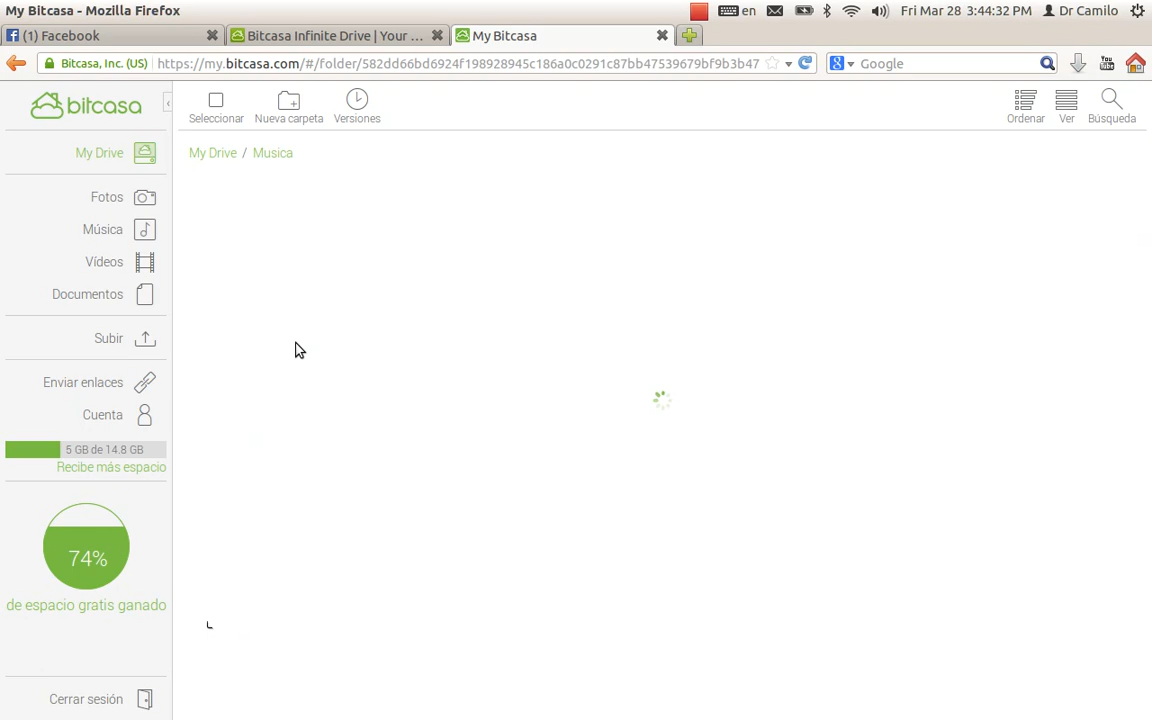 My Bitcasa - Mozilla Firefox
en
Fri Mar 28 3:44:32 PM
Dr Camilo
(1) Facebook
Bitcasa Infinite Drive | Your ...
My Bitcasa
Bitcasa, Inc. (US)
https://my.bitcasa.com/#/folder/582dd66bd6924f198928945c186a0c0291c87bb47539679bf9b3b47
Google
You
bitcasa
Seleccionar
Nueva carpeta
Versiones
Ordenar
Ver
Búsqueda
My Drive
My Drive / Musica
Fotos
Música
Vídeos
Documentos
Subir
Enviar enlaces
Cuenta
5 GB de 14.8 GB
Recibe más espacio
74%
de espacio gratis ganado
Cerrar sesión